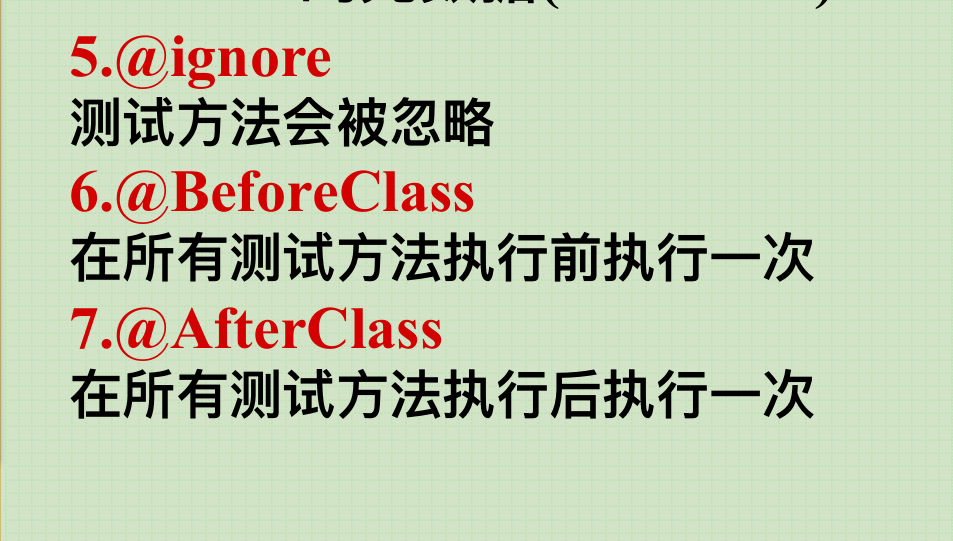 5.@ignore
测试方法会被忽略
6.@BeforeClass
在所有测试方法执行前执行一次
7.@AfterClass
在所有测试方法执行后执行一次